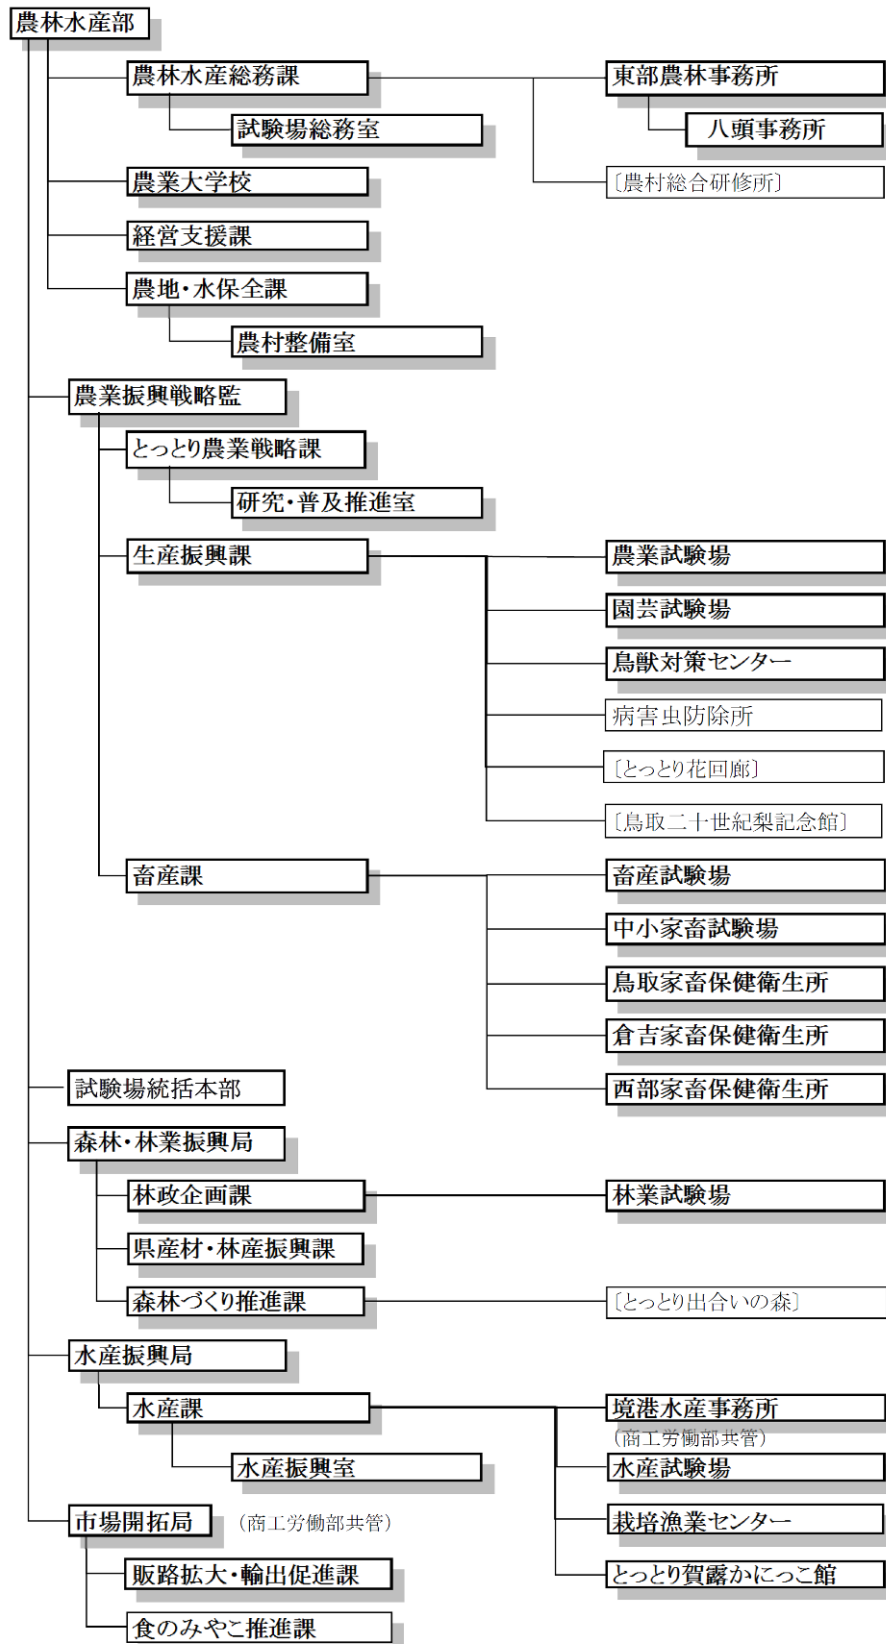 農林水産部
農林水産総務課
東部農林事務所
試験場総務室
八頭事務所
農業大学校
〔農村総合研修所〕
経営支援課
農地・水保全課
農村整備室
農業振興戦略監
とっとり農業戦略課
研究・普及推進室
生産振興課
農業試験場
園芸試験場
鳥獣対策センター
病害虫防除所
〔とっとり花回廊〕
〔鳥取二十世紀梨記念館〕
畜産課
畜産試験場
中小家畜試験場
鳥取家畜保健衛生所
倉吉家畜保健衛生所
西部家畜保健衛生所
試験場統括本部
森林・林業振興局
林政企画課
林業試験場
県産材・林産振興課
森林づくり推進課
〔とっとり出合いの森〕
水産振興局
水産課
境港水産事務所
（商工労働部共管）
水産振興室
水産試験場
市場開拓局
（商工労働部共管）
栽培漁業センター
販路拡大・輸出促進課
とっとり賀露かにっこ館
食のみやこ推進課